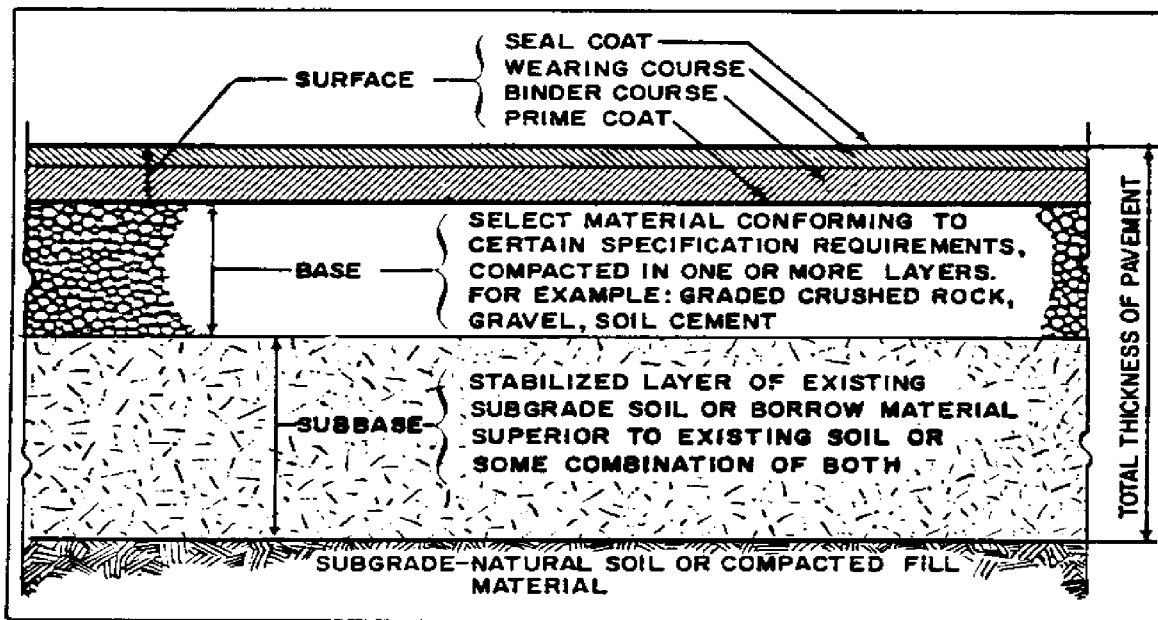 SEAL COAT
WEARING COURSE
BINDER COURSE
PRIME COAT
SURFACE
BASE
SELECT MATERIAL CONFORMING TO
CERTAIN SPECIFICATION REQUIREMENTS,
COMPACTED IN ONE OR MORE LAYERS.
FOR EXAMPLE: GRADED CRUSHED ROCK,
GRAVEL, SOIL CEMENT
SUBBASE
STABILIZED LAYER OF EXISTING
SUBGRADE SOIL OR BORROW MATERIAL
SUPERIOR TO EXISTING SOIL OR
SOME COMBINATION OF BOTH
SUBGRADE-NATURAL SOIL OR COMPACTED FILL
MATERIAL
TOTAL THICKNESS OF PAVEMENT